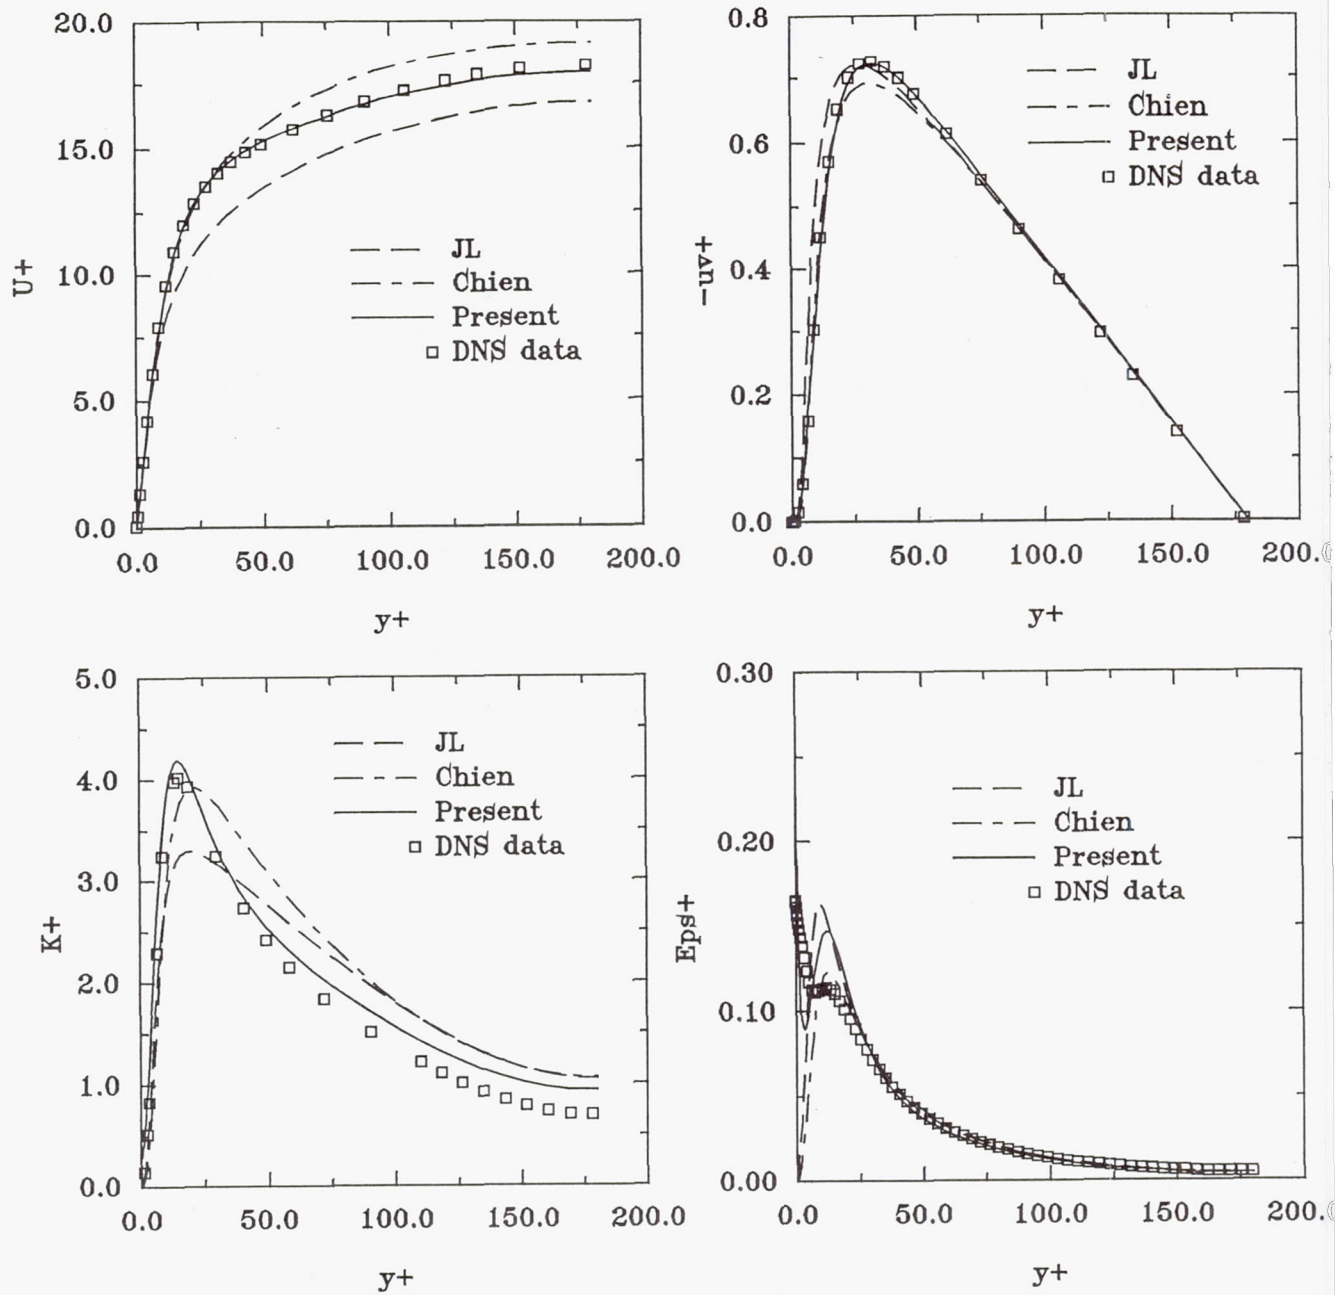 20.0
15.0
10.0
5.0
0.0
U+
JL
Chien
Present
DNS data
0.0 50.0 100.0 150.0 200.0
y+
0.8
0.6
0.4
0.2
0.0
-uv+
JL
Chien
Present
DNS data
0.0 50.0 100.0 150.0 200.0
y+
5.0
4.0
3.0
2.0
1.0
0.0
K+
JL
Chien
Present
DNS data
0.0 50.0 100.0 150.0 200.0
y+
0.30
0.20
0.10
0.00
Eps+
JL
Chien
Present
DNS data
0.0 50.0 100.0 150.0 200.
y+